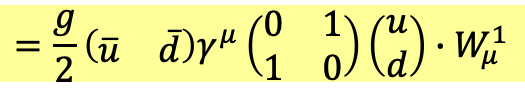 = g/2 (ū d̄)γ^μ (0 1; 1 0) (u; d) · W_μ^1